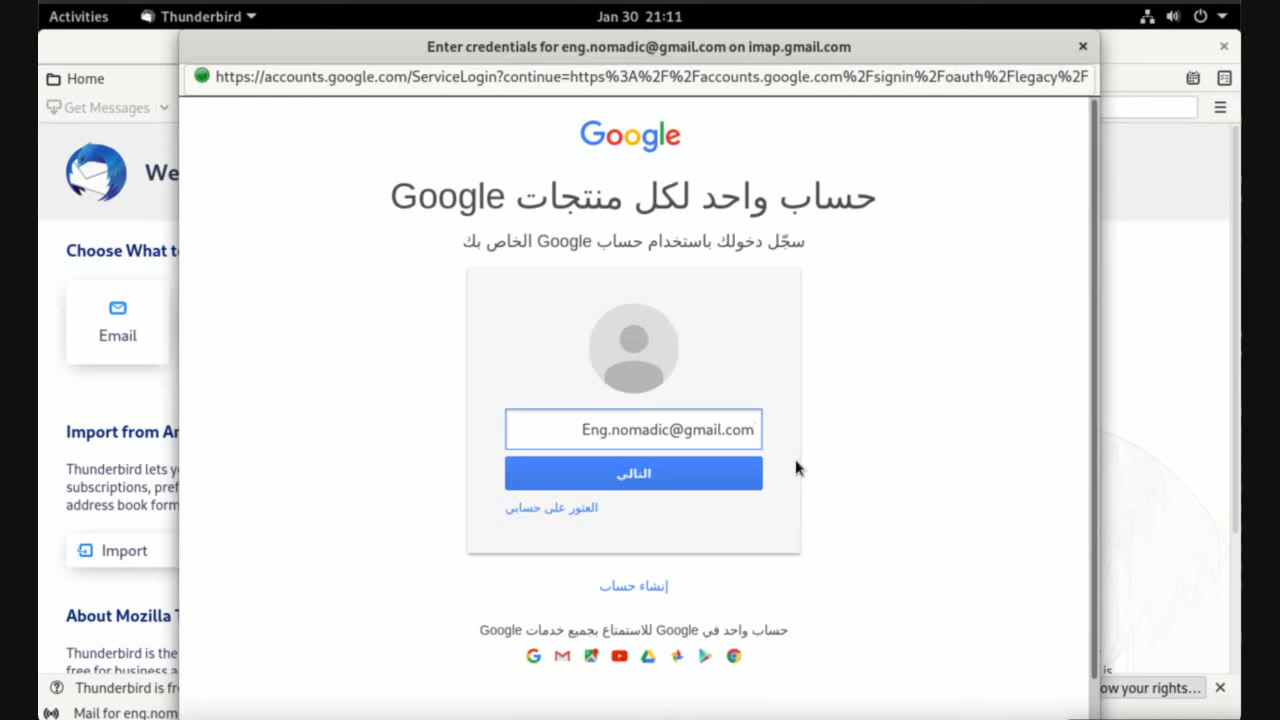 Activities Thunderbird Jan 30 21:11
Enter credentials for eng.nomadic@gmail.com on imap.gmail.com
Home
https://accounts.google.com/ServiceLogin?continue=https%3A%2F%2Faccounts.google.com%2Fsignin%2Foauth%2Flegacy%2F
Get Messages
Google
We
حساب واحد لكل منتجات Google
سجّل دخولك باستخدام حساب Google الخاص بك
Choose What to
Email
Eng.nomadic@gmail.com
التالي
العثور على حسابي
Import from An
Thunderbird lets y
subscriptions, pref
address book form
Import
إنشاء حساب
About Mozilla T
حساب واحد في Google للاستمتاع بجميع خدمات Google
Thunderbird is the
free for business a
is
Thunderbird is fr
ow your rights...
Mail for eng.nom